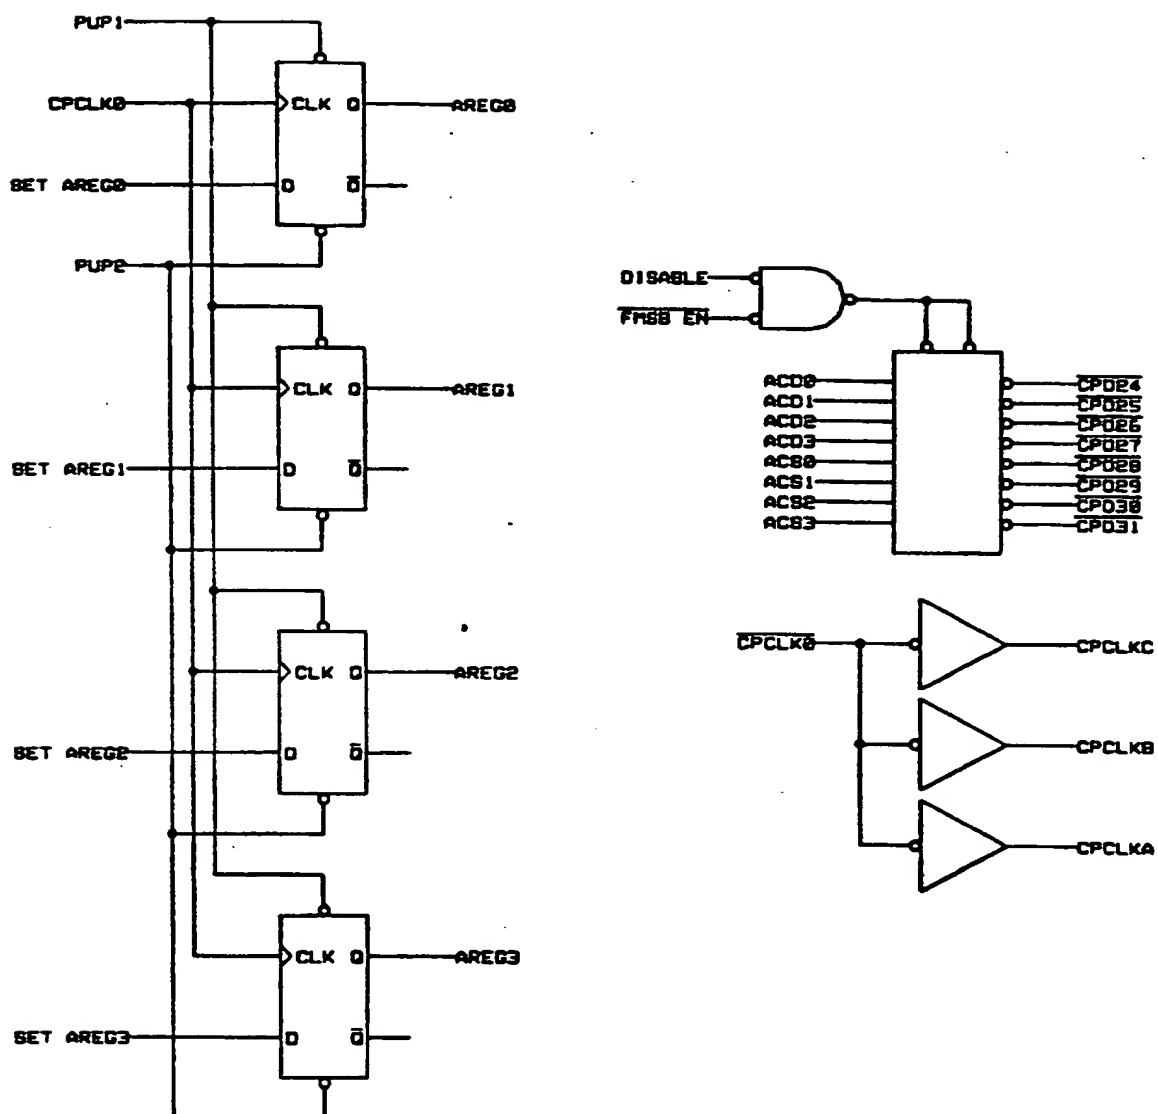 PUP1
CPCLK0
CLK Q
AREG0
SET AREG0
D Q̅
PUP2
CLK Q
AREG1
SET AREG1
D Q̅
CLK Q
AREG2
SET AREG2
D Q̅
CLK Q
AREG3
SET AREG3
D Q̅
DISABLE
FMSB EN
ACD0
ACD1
ACD2
ACD3
ACS0
ACS1
ACS2
ACS3
CPD24
CPD25
CPD26
CPD27
CPD28
CPD29
CPD30
CPD31
CPCLK0
CPCLKC
CPCLKB
CPCLKA